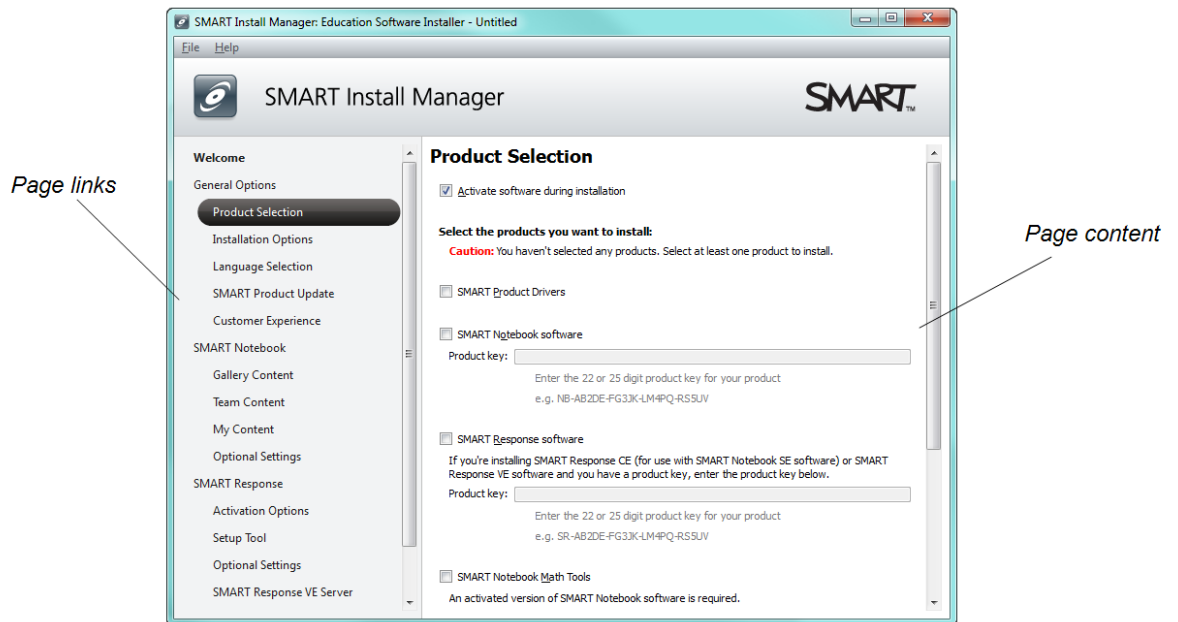 SMART Install Manager: Education Software Installer - Untitled
File Help
SMART Install Manager
SMART™
Welcome
General Options
Product Selection
Installation Options
Language Selection
SMART Product Update
Customer Experience
SMART Notebook
Gallery Content
Team Content
My Content
Optional Settings
SMART Response
Activation Options
Setup Tool
Optional Settings
SMART Response VE Server
Product Selection
Activate software during installation
Select the products you want to install:
Caution: You haven't selected any products. Select at least one product to install.
SMART Product Drivers
SMART Notebook software
Product key:
Enter the 22 or 25 digit product key for your product
e.g. NB-AB2DE-FG3JK-LM4PQ-RS5UV
SMART Response software
If you're installing SMART Response CE (for use with SMART Notebook SE software) or SMART
Response VE software and you have a product key, enter the product key below.
Product key:
Enter the 22 or 25 digit product key for your product
e.g. SR-AB2DE-FG3JK-LM4PQ-RS5UV
SMART Notebook Math Tools
An activated version of SMART Notebook software is required.
Page links
Page content